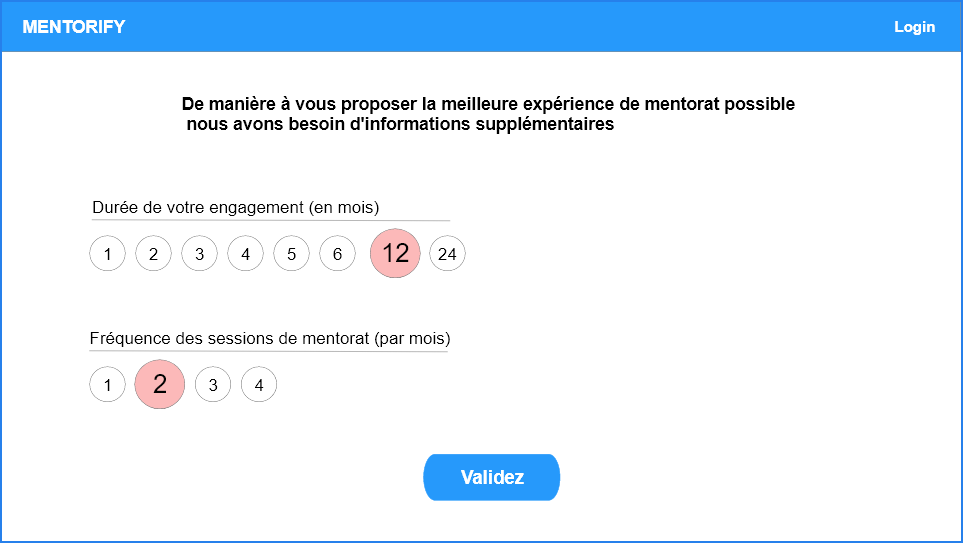 MENTORIFY Login
De manière à vous proposer la meilleure expérience de mentorat possible
nous avons besoin d'informations supplémentaires
Durée de votre engagement (en mois)
1 2 3 4 5 6 12 24
Fréquence des sessions de mentorat (par mois)
1 2 3 4
Validez